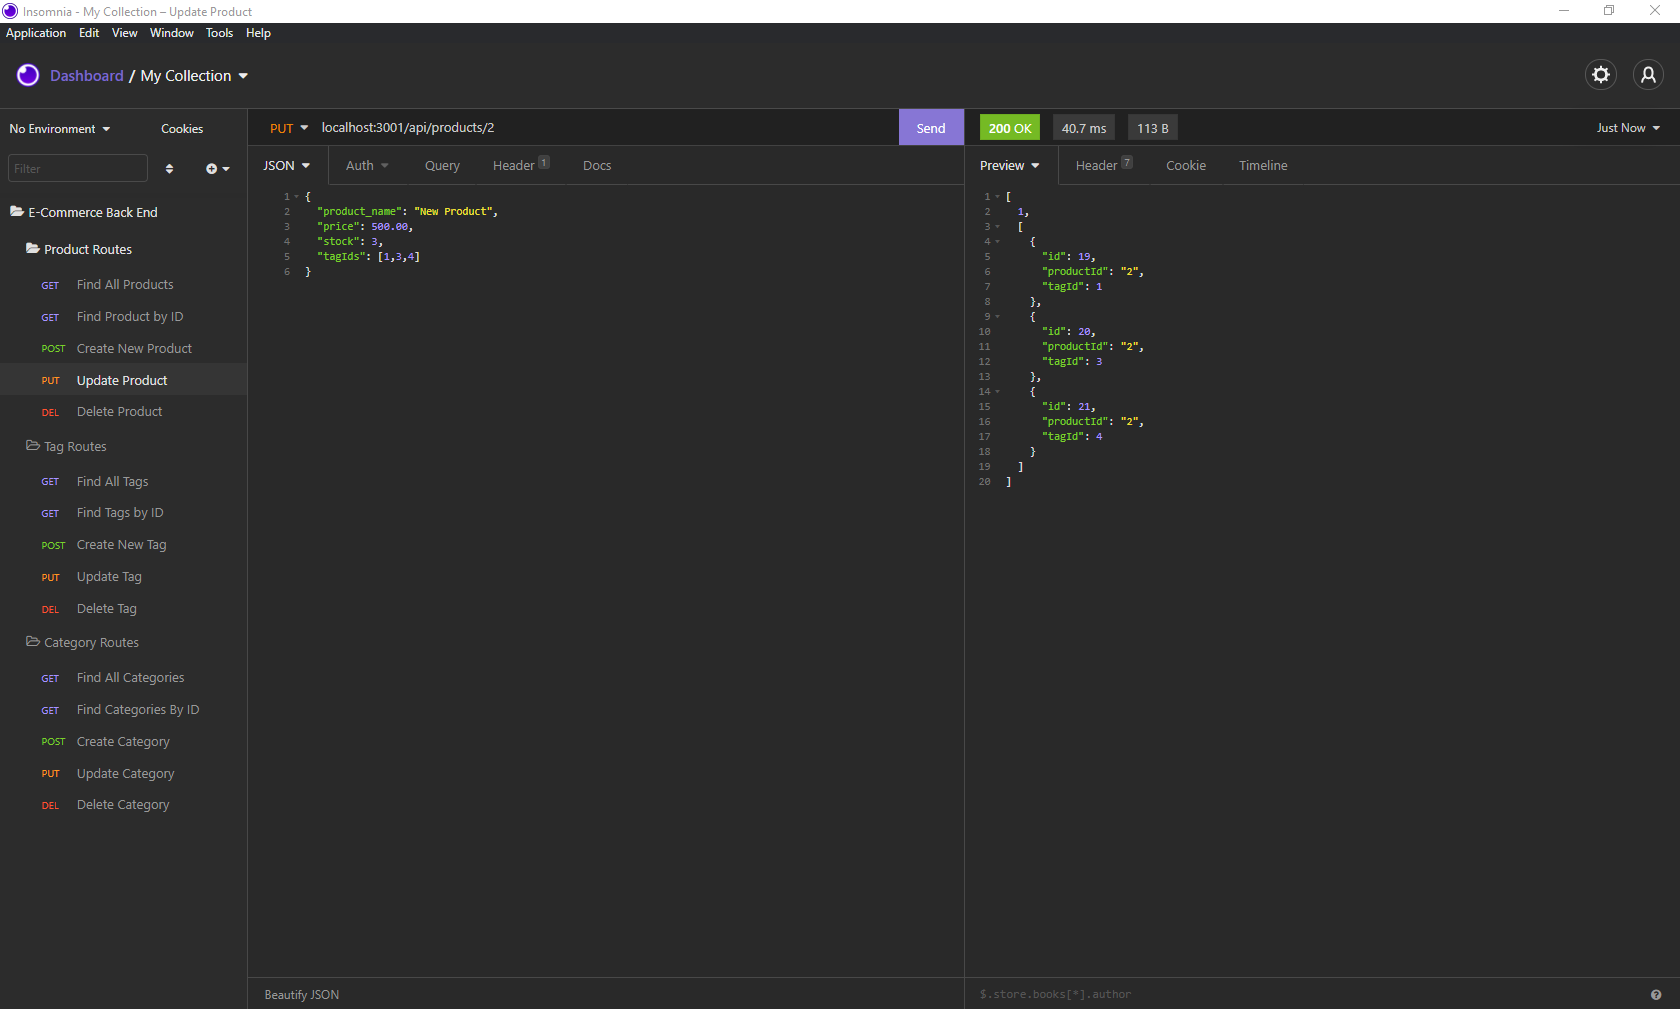 Insomnia - My Collection – Update Product
Application Edit View Window Tools Help
Dashboard / My Collection
No Environment Cookies
Filter
E-Commerce Back End
Product Routes
GET Find All Products
GET Find Product by ID
POST Create New Product
PUT Update Product
DEL Delete Product
Tag Routes
GET Find All Tags
GET Find Tags by ID
POST Create New Tag
PUT Update Tag
DEL Delete Tag
Category Routes
GET Find All Categories
GET Find Categories By ID
POST Create Category
PUT Update Category
DEL Delete Category
PUT localhost:3001/api/products/2 Send
JSON Auth Query Header 1 Docs
1 {
2 "product_name": "New Product",
3 "price": 500.00,
4 "stock": 3,
5 "tagIds": [1,3,4]
6 }
Beautify JSON
200 OK 40.7 ms 113 B Just Now
Preview Header 7 Cookie Timeline
1 [
2 1,
3 [
4 {
5 "id": 19,
6 "productId": "2",
7 "tagId": 1
8 },
9 {
10 "id": 20,
11 "productId": "2",
12 "tagId": 3
13 },
14 {
15 "id": 21,
16 "productId": "2",
17 "tagId": 4
18 }
19 ]
20 ]
$.store.books[*].author